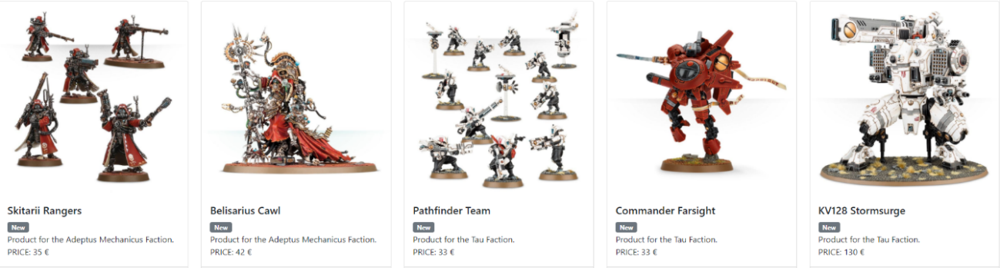 Skitarii Rangers
New
Product for the Adeptus Mechanicus Faction.
PRICE: 35 €
Belisarius Cawl
New
Product for the Adeptus Mechanicus Faction.
PRICE: 42 €
Pathfinder Team
New
Product for the Tau Faction.
PRICE: 33 €
Commander Farsight
New
Product for the Tau Faction.
PRICE: 33 €
KV128 Stormsurge
New
Product for the Tau Faction.
PRICE: 130 €